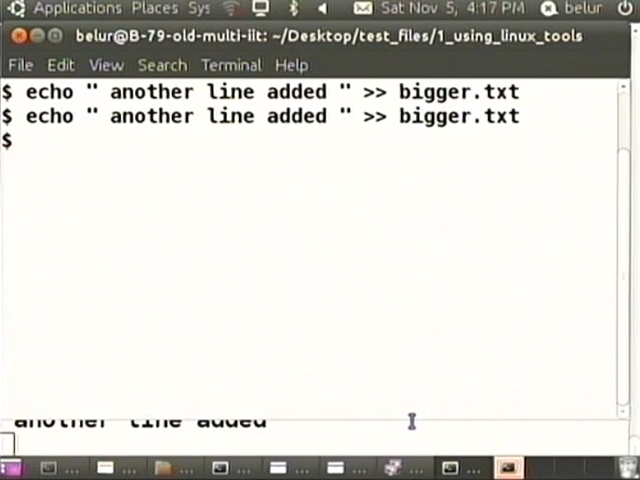 Applications Places Sys Sat Nov 5, 4:17 PM belur
belur@B-79-old-multi-iit: ~/Desktop/test_files/1_using_linux_tools
File Edit View Search Terminal Help
$ echo " another line added " >> bigger.txt
$ echo " another line added " >> bigger.txt
$
another line added
... ... ... ... ... ... ... ...